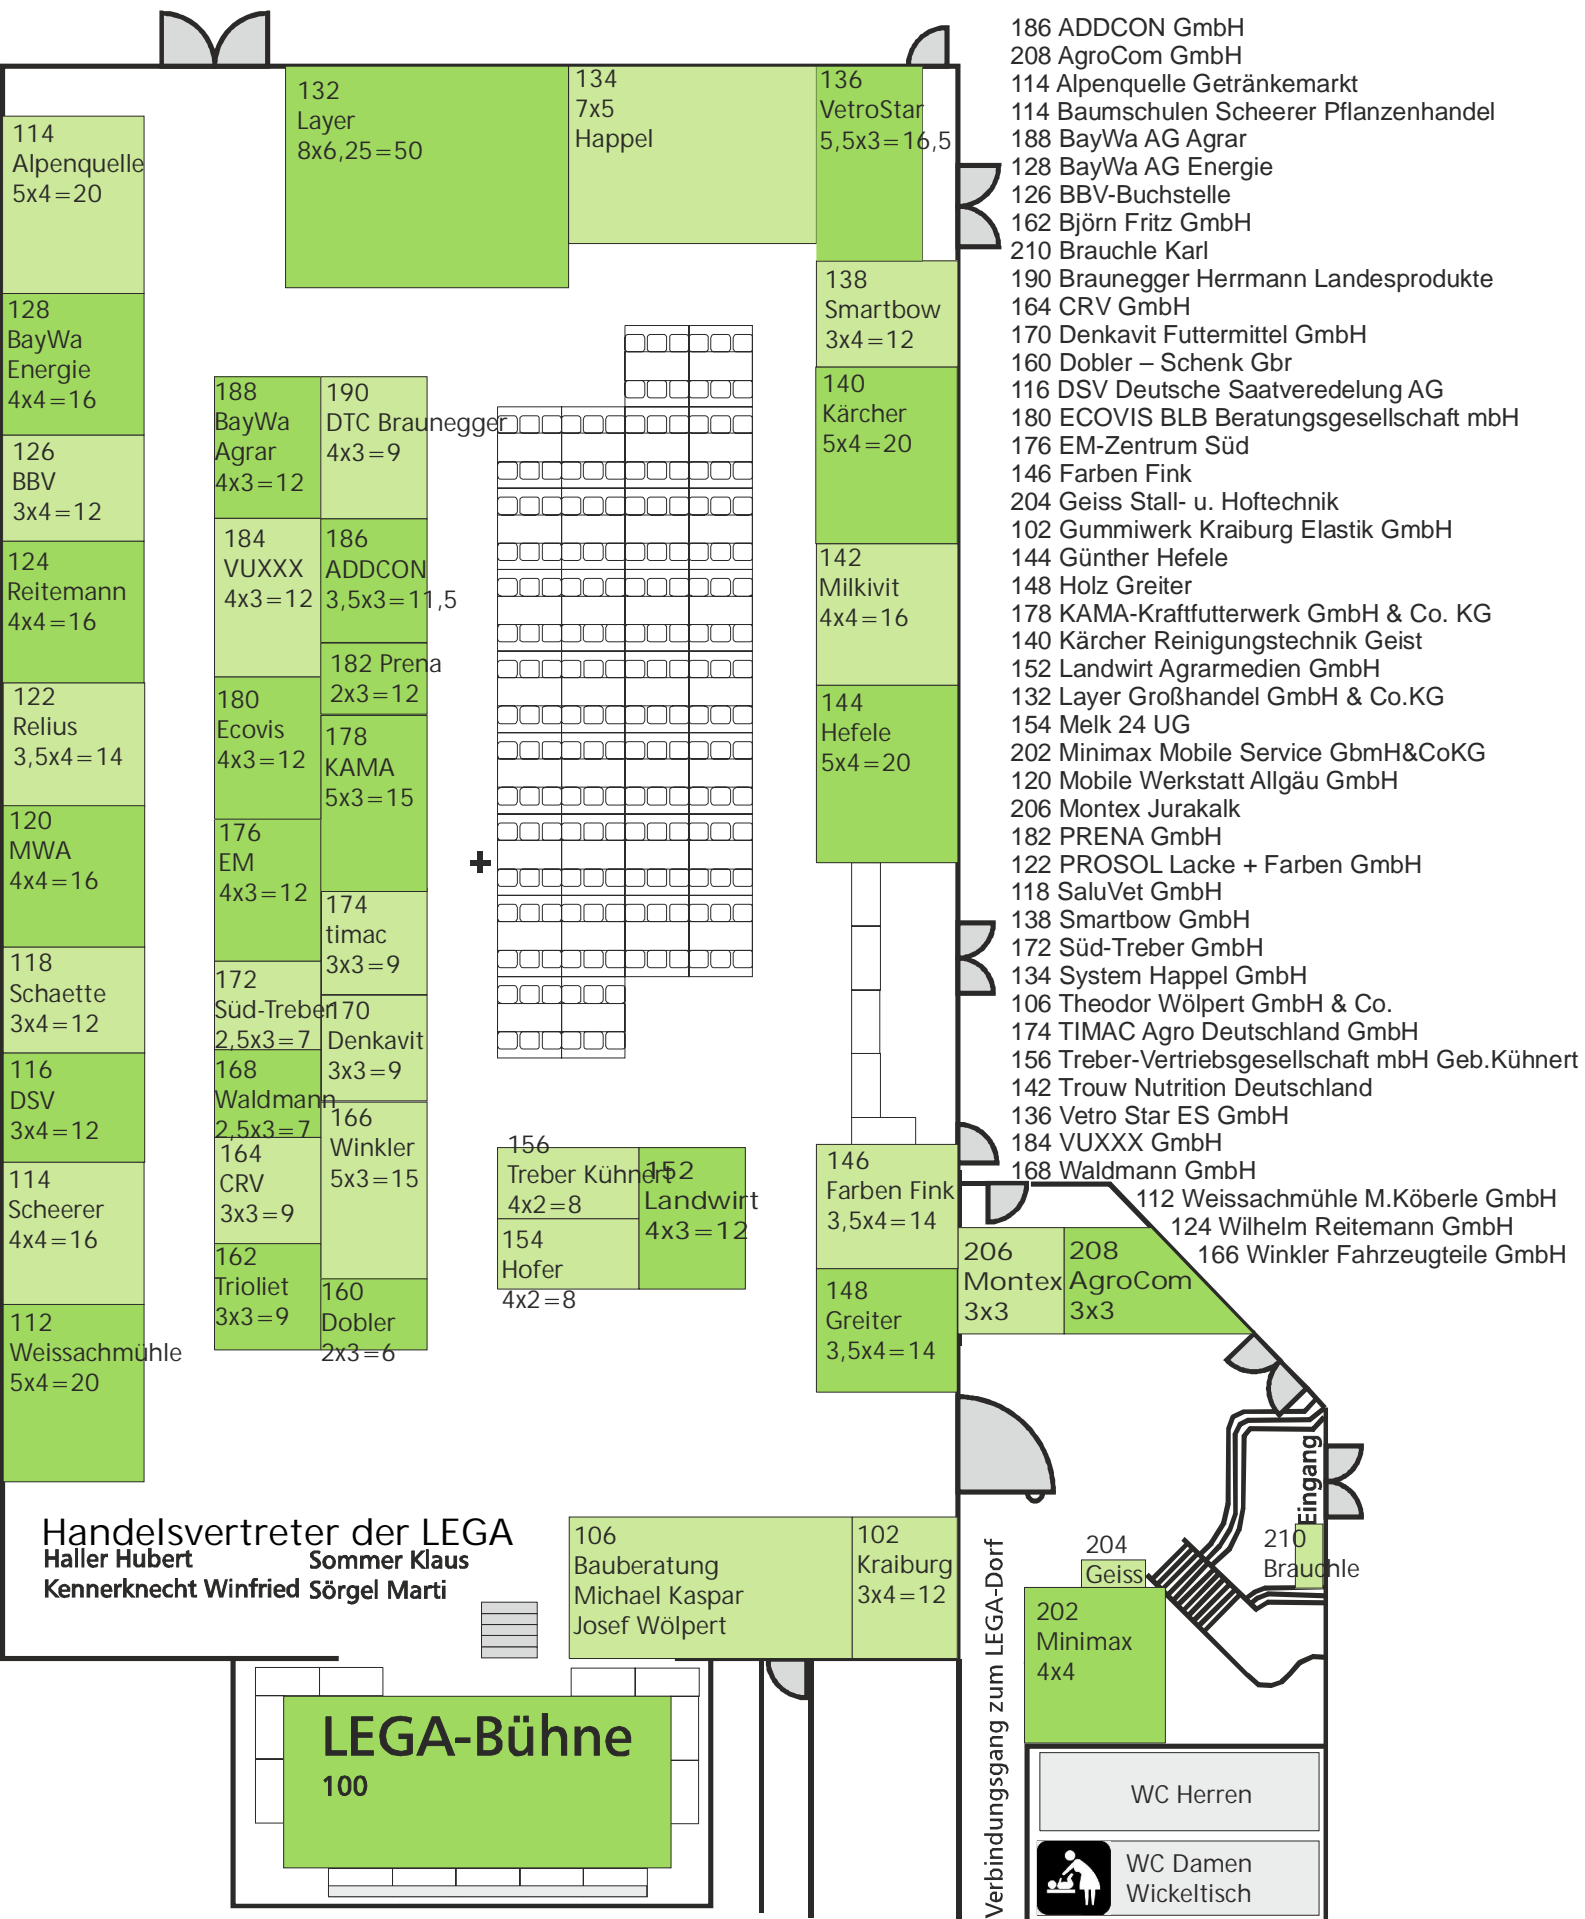 186 ADDCON GmbH
208 AgroCom GmbH
114 Alpenquelle Getränkemarkt
114 Baumschulen Scheerer Pflanzenhandel
188 BayWa AG Agrar
128 BayWa AG Energie
126 BBV-Buchstelle
162 Björn Fritz GmbH
210 Brauchle Karl
190 Braunegger Herrmann Landesprodukte
164 CRV GmbH
170 Denkavit Futtermittel GmbH
160 Dobler – Schenk Gbr
116 DSV Deutsche Saatveredelung AG
180 ECOVIS BLB Beratungsgesellschaft mbH
176 EM-Zentrum Süd
146 Farben Fink
204 Geiss Stall- u. Hoftechnik
102 Gummiwerk Kraiburg Elastik GmbH
144 Günther Hefele
148 Holz Greiter
178 KAMA-Kraftfutterwerk GmbH & Co. KG
140 Kärcher Reinigungstechnik Geist
152 Landwirt Agrarmedien GmbH
132 Layer Großhandel GmbH & Co.KG
154 Melk 24 UG
202 Minimax Mobile Service GbmH&CoKG
120 Mobile Werkstatt Allgäu GmbH
206 Montex Jurakalk
182 PRENA GmbH
122 PROSOL Lacke + Farben GmbH
118 SaluVet GmbH
138 Smartbow GmbH
172 Süd-Treber GmbH
134 System Happel GmbH
106 Theodor Wölpert GmbH & Co.
174 TIMAC Agro Deutschland GmbH
156 Treber-Vertriebsgesellschaft mbH Geb.Kühnert
142 Trouw Nutrition Deutschland
136 Vetro Star ES GmbH
184 VUXXX GmbH
168 Waldmann GmbH
112 Weissachmühle M.Köberle GmbH
124 Wilhelm Reitemann GmbH
166 Winkler Fahrzeugteile GmbH
132
Layer
8x6,25=50
134
7x5
Happel
136
VetroStar
5,5x3=16,5
114
Alpenquelle
5x4=20
128
BayWa
Energie
4x4=16
126
BBV
3x4=12
124
Reitemann
4x4=16
122
Relius
3,5x4=14
120
MWA
4x4=16
118
Schaette
3x4=12
116
DSV
3x4=12
114
Scheerer
4x4=16
112
Weissachmühle
5x4=20
188
BayWa
Agrar
4x3=12
190
DTC Braunegger
4x3=9
184
VUXXX
4x3=12
186
ADDCON
3,5x3=11,5
182 Prena
2x3=12
180
Ecovis
4x3=12
178
KAMA
5x3=15
176
EM
4x3=12
174
timac
3x3=9
172
Süd-Treber
2,5x3=7
170
Denkavit
3x3=9
168
Waldmann
2,5x3=7
166
Winkler
5x3=15
164
CRV
3x3=9
162
Trioliet
3x3=9
160
Dobler
2x3=6
138
Smartbow
3x4=12
140
Kärcher
5x4=20
142
Milkivit
4x4=16
144
Hefele
5x4=20
156
Treber Kühnert
4x2=8
152
Landwirt
4x3=12
154
Hofer
4x2=8
146
Farben Fink
3,5x4=14
148
Greiter
3,5x4=14
206
Montex
3x3
208
AgroCom
3x3
Eingang
210
Brauchle
204
Geiss
202
Minimax
4x4
Handelsvertreter der LEGA
Haller Hubert Sommer Klaus
Kennerknecht Winfried Sörgel Marti
106
Bauberatung
Michael Kaspar
Josef Wölpert
102
Kraiburg
3x4=12
Verbindungsgang zum LEGA-Dorf
LEGA-Bühne
100
WC Herren
WC Damen
Wickeltisch